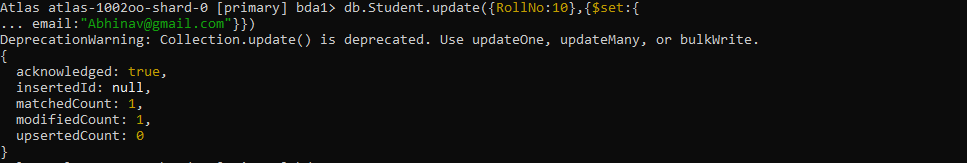 Atlas atlas-1002oo-shard-0 [primary] bda1> db.Student.update({RollNo:10},{$set:{
... email:"Abhinav@gmail.com"}})
DeprecationWarning: Collection.update() is deprecated. Use updateOne, updateMany, or bulkWrite.
{
  acknowledged: true,
  insertedId: null,
  matchedCount: 1,
  modifiedCount: 1,
  upsertedCount: 0
}